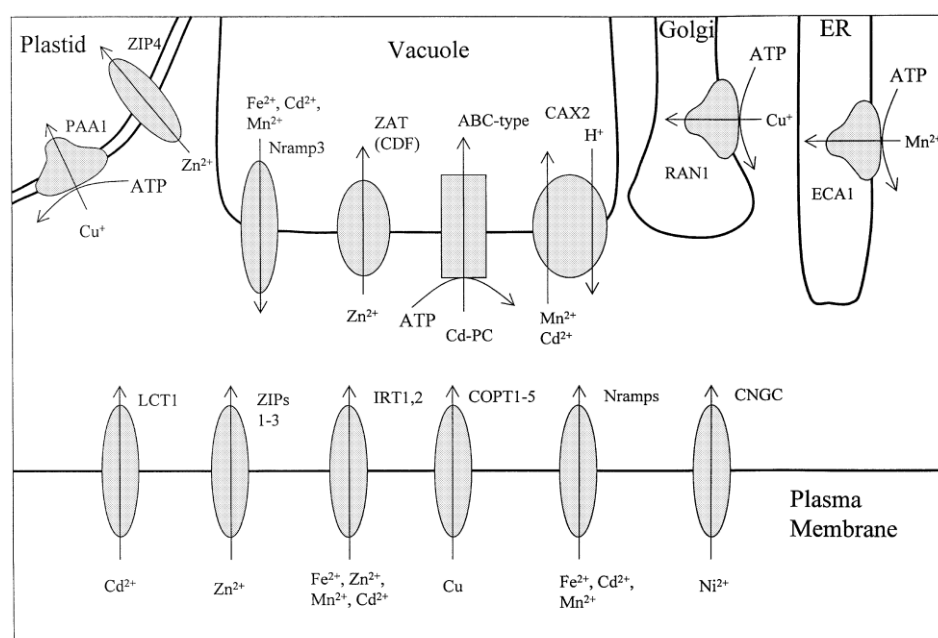 Plastid
ZIP4
PAA1
Zn²⁺
ATP
Cu⁺
Vacuole
Fe²⁺, Cd²⁺,
Mn²⁺
Nramp3
ZAT
(CDF)
Zn²⁺
ABC-type
ATP
Cd-PC
CAX2
H⁺
Mn²⁺
Cd²⁺
Golgi
ATP
Cu⁺
RAN1
ER
ATP
Mn²⁺
ECA1
LCT1
Cd²⁺
ZIPs
1-3
Zn²⁺
IRT1,2
Fe²⁺, Zn²⁺,
Mn²⁺, Cd²⁺
COPT1-5
Cu
Nramps
Fe²⁺, Cd²⁺,
Mn²⁺
CNGC
Ni²⁺
Plasma
Membrane